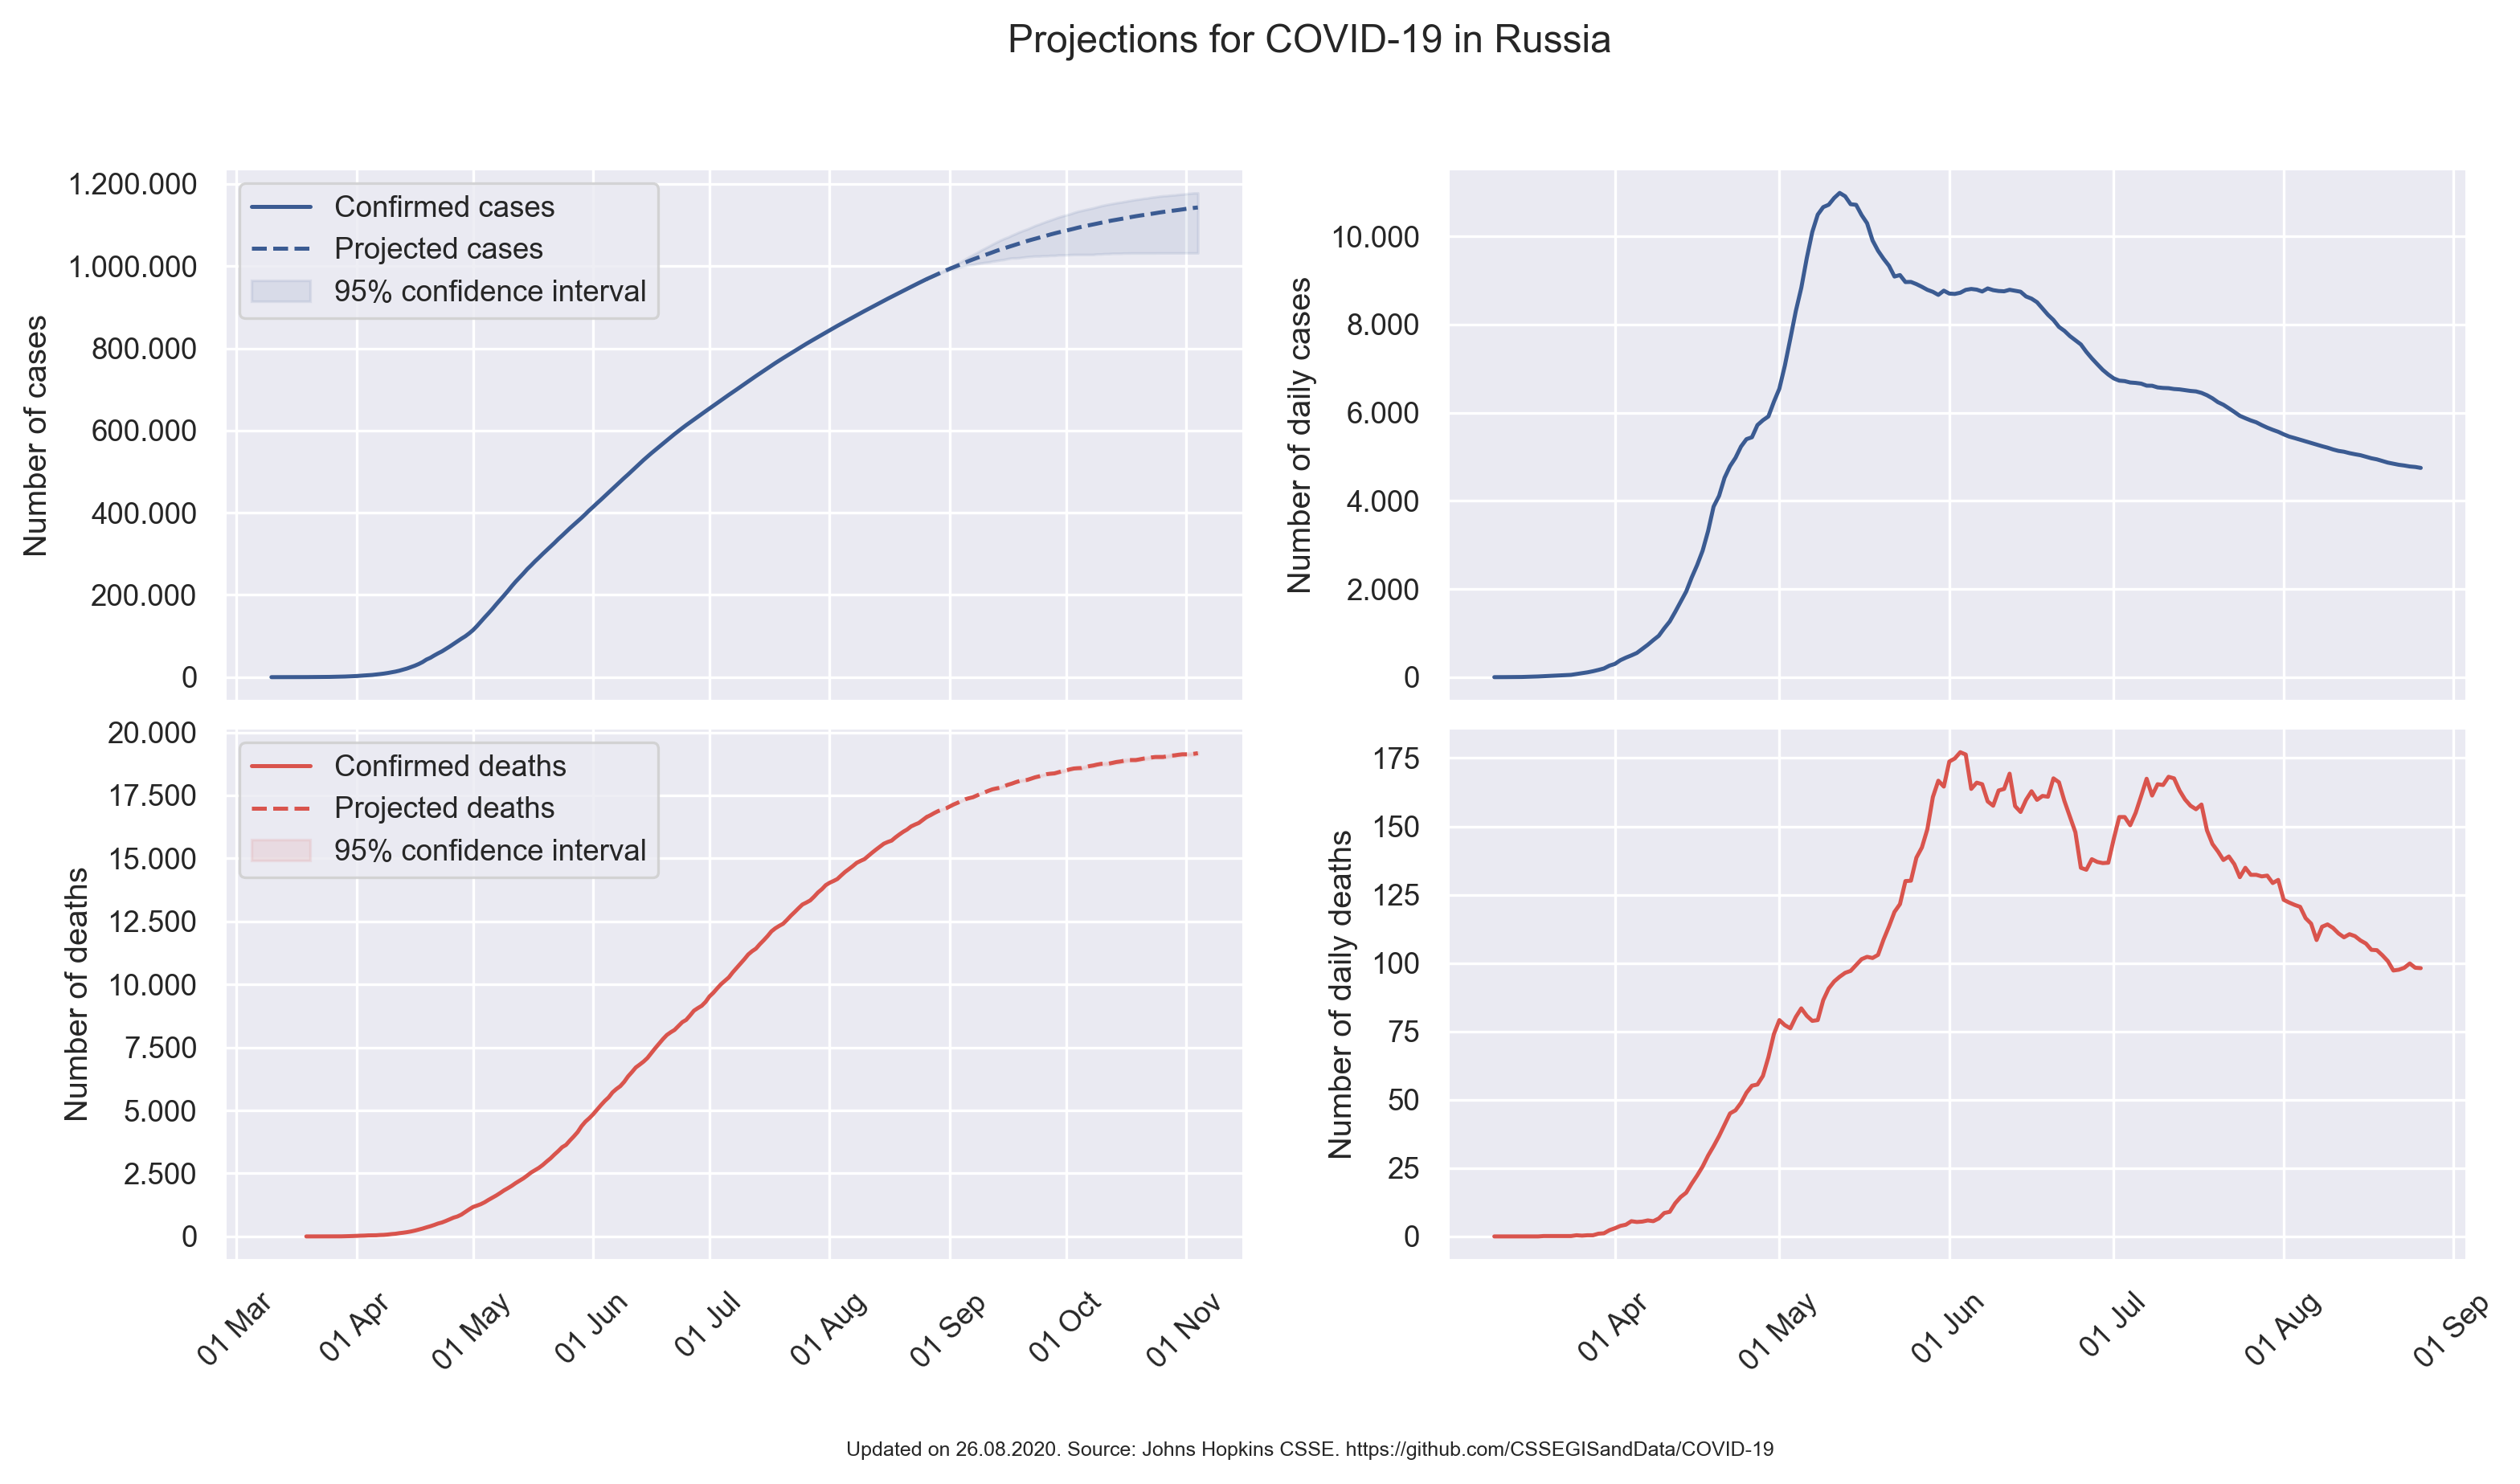 Projections for COVID-19 in Russia
Number of cases
1.200.000
1.000.000
800.000
600.000
400.000
200.000
0
Confirmed cases
Projected cases
95% confidence interval
Number of daily cases
10.000
8.000
6.000
4.000
2.000
0
Number of deaths
20.000
17.500
15.000
12.500
10.000
7.500
5.000
2.500
0
Confirmed deaths
Projected deaths
95% confidence interval
01 Mar
01 Apr
01 May
01 Jun
01 Jul
01 Aug
01 Sep
01 Oct
01 Nov
Number of daily deaths
175
150
125
100
75
50
25
0
01 Apr
01 May
01 Jun
01 Jul
01 Aug
01 Sep
Updated on 26.08.2020. Source: Johns Hopkins CSSE. https://github.com/CSSEGISandData/COVID-19